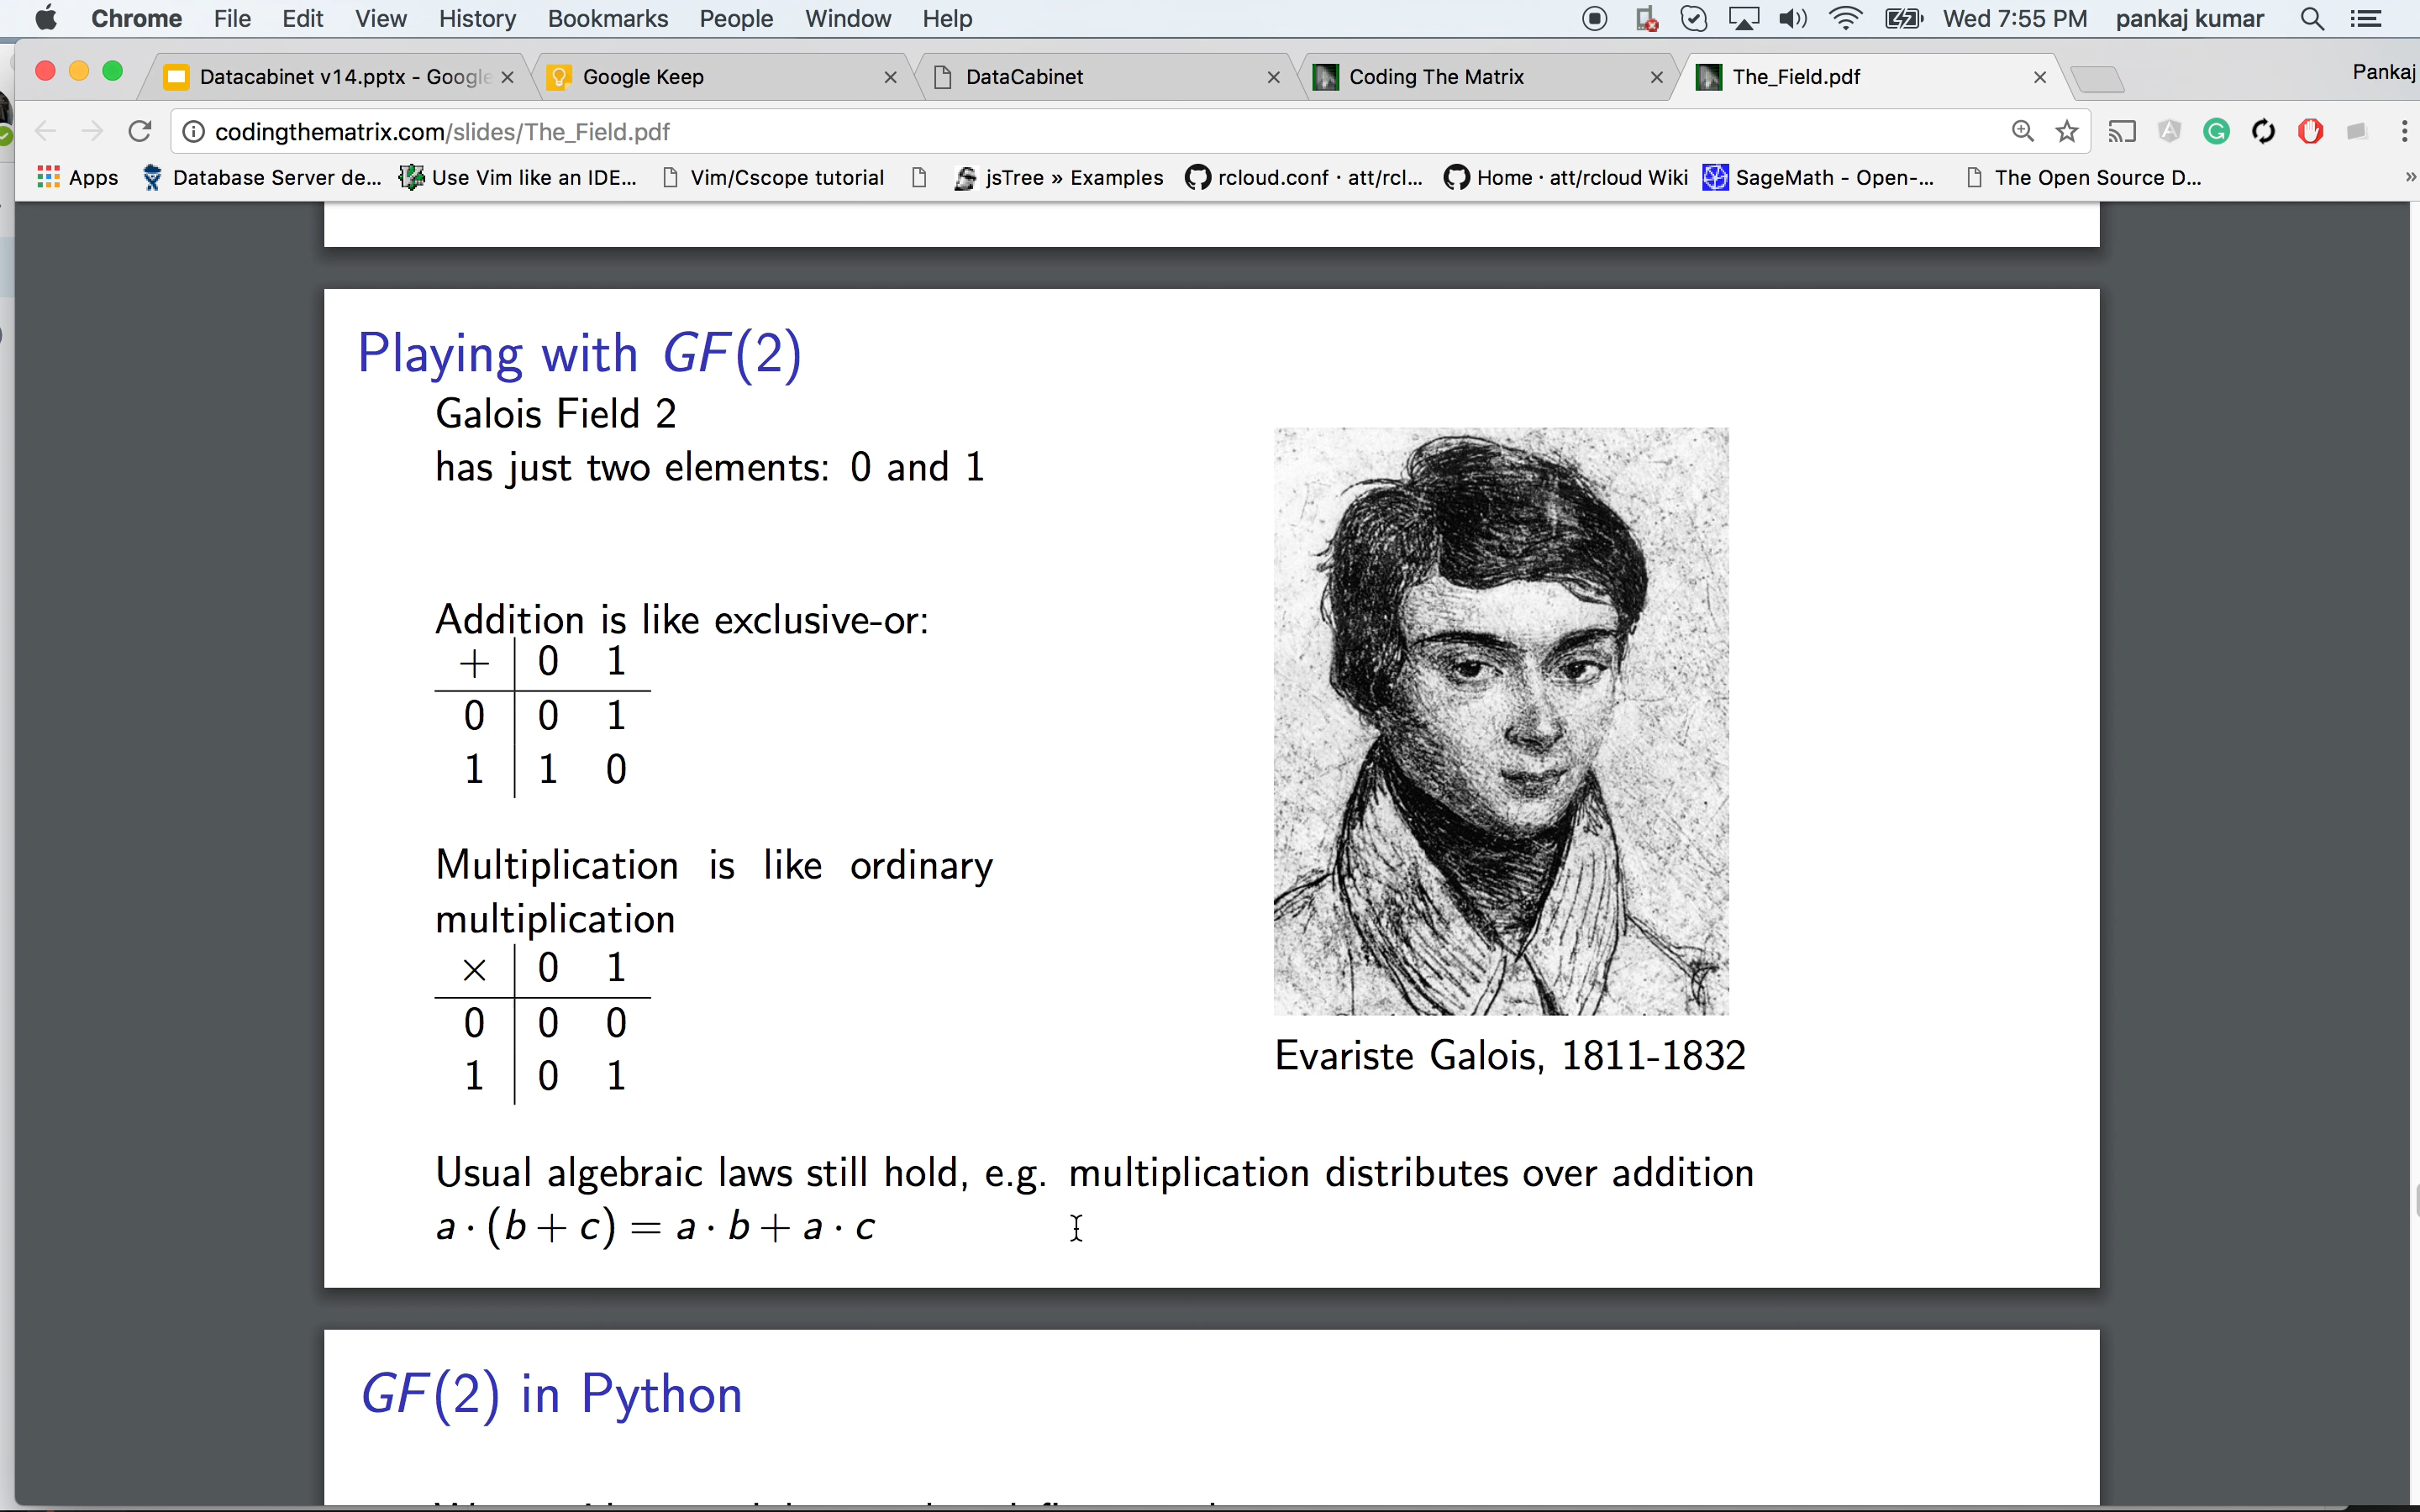 Chrome File Edit View History Bookmarks People Window Help Wed 7:55 PM pankaj kumar
Datacabinet v14.pptx - Google Google Keep DataCabinet Coding The Matrix The_Field.pdf Pankaj
codingthematrix.com/slides/The_Field.pdf
Apps Database Server de... Use Vim like an IDE... Vim/Cscope tutorial jsTree » Examples rcloud.conf · att/rcl... Home · att/rcloud Wiki SageMath - Open-... The Open Source D... »
Playing with GF(2)
Galois Field 2
has just two elements: 0 and 1
Addition is like exclusive-or:
+ 0 1
0 0 1
1 1 0
Multiplication is like ordinary
multiplication
× 0 1
0 0 0
1 0 1
Evariste Galois, 1811-1832
Usual algebraic laws still hold, e.g. multiplication distributes over addition
a · (b + c) = a · b + a · c
GF(2) in Python